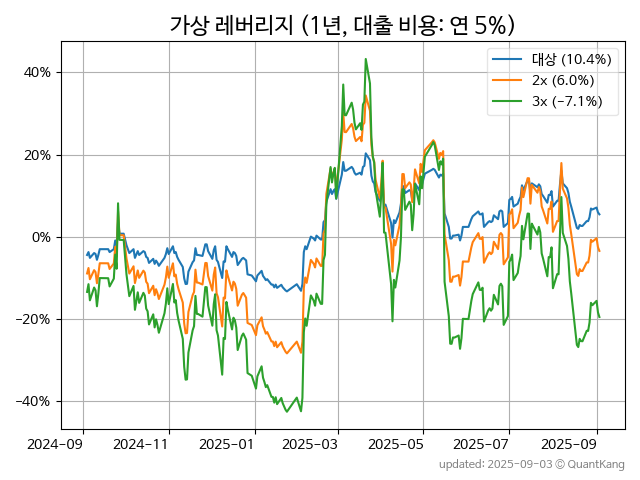 가상 레버리지 (1년, 대출 비용: 연 5%)
대상 (10.4%)
2x (6.0%)
3x (−7.1%)
40%
20%
0%
−20%
−40%
2024-09
2024-11
2025-01
2025-03
2025-05
2025-07
2025-09
updated: 2025-09-03 © QuantKang